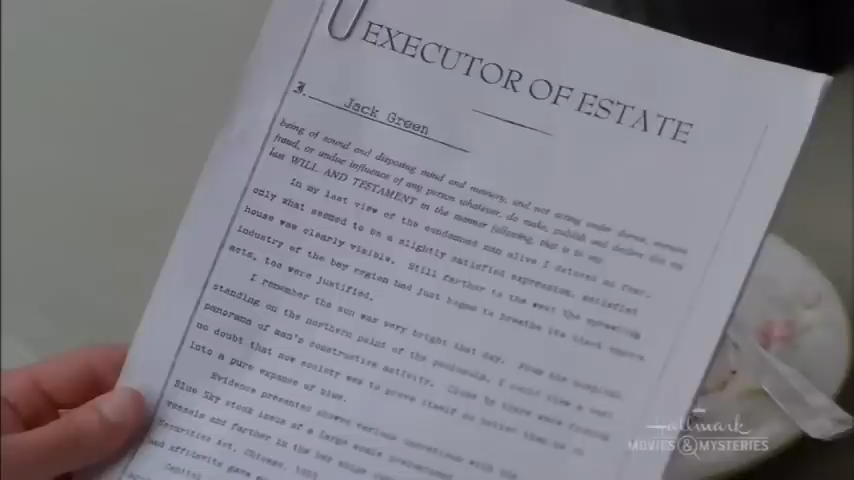 EXECUTOR OF ESTATE
Jack Green
being of sound and disposing mind and memory, and not acting under duress, menace
fraud, or undue influence of any person whatever, do make, publish and declare this my
last WILL AND TESTAMENT in the manner following, that is to say
In my last view of the condemned man alive I detected no fear,
only what seemed to be a slightly satisfied expression, satisfied
house was clearly visible. Still farther to the west the sprawling
industry of the bay region had just begun to breathe its black
acts, too were justified.
I remember the sun was very bright that day. From the
standing on the northern point of the peninsula, I could view a vast
panorama of man's constructive activity. Close by there were
no doubt that now society was to prove itself no better than
into a pure expanse of blue.
Evidence presented shows various operations with the
Blue Sky stock issue of a large scale
vessels and farther in the bay
Securities Act. Chicago,
and affidavits gave
Capitol
Hallmark
MOVIES & MYSTERIES